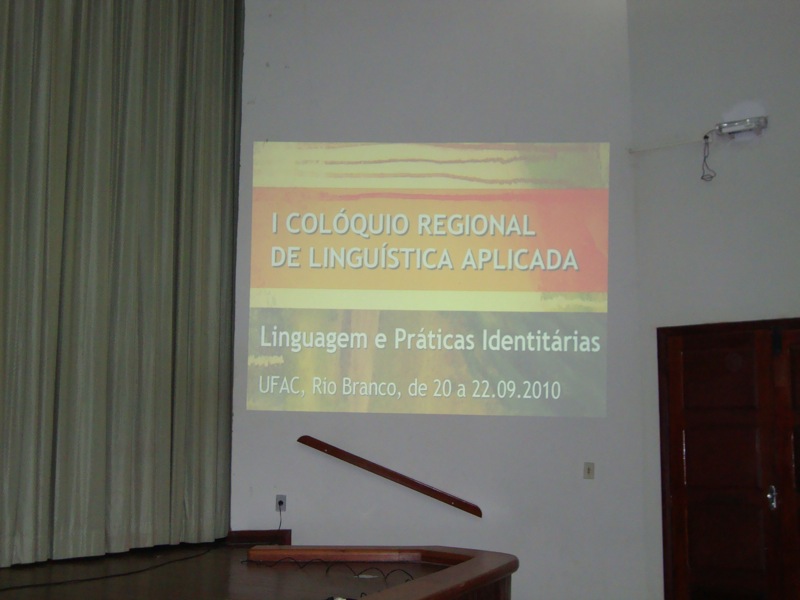 I COLÓQUIO REGIONAL
DE LINGUÍSTICA APLICADA
Linguagem e Práticas Identitárias
UFAC, Rio Branco, de 20 a 22.09.2010